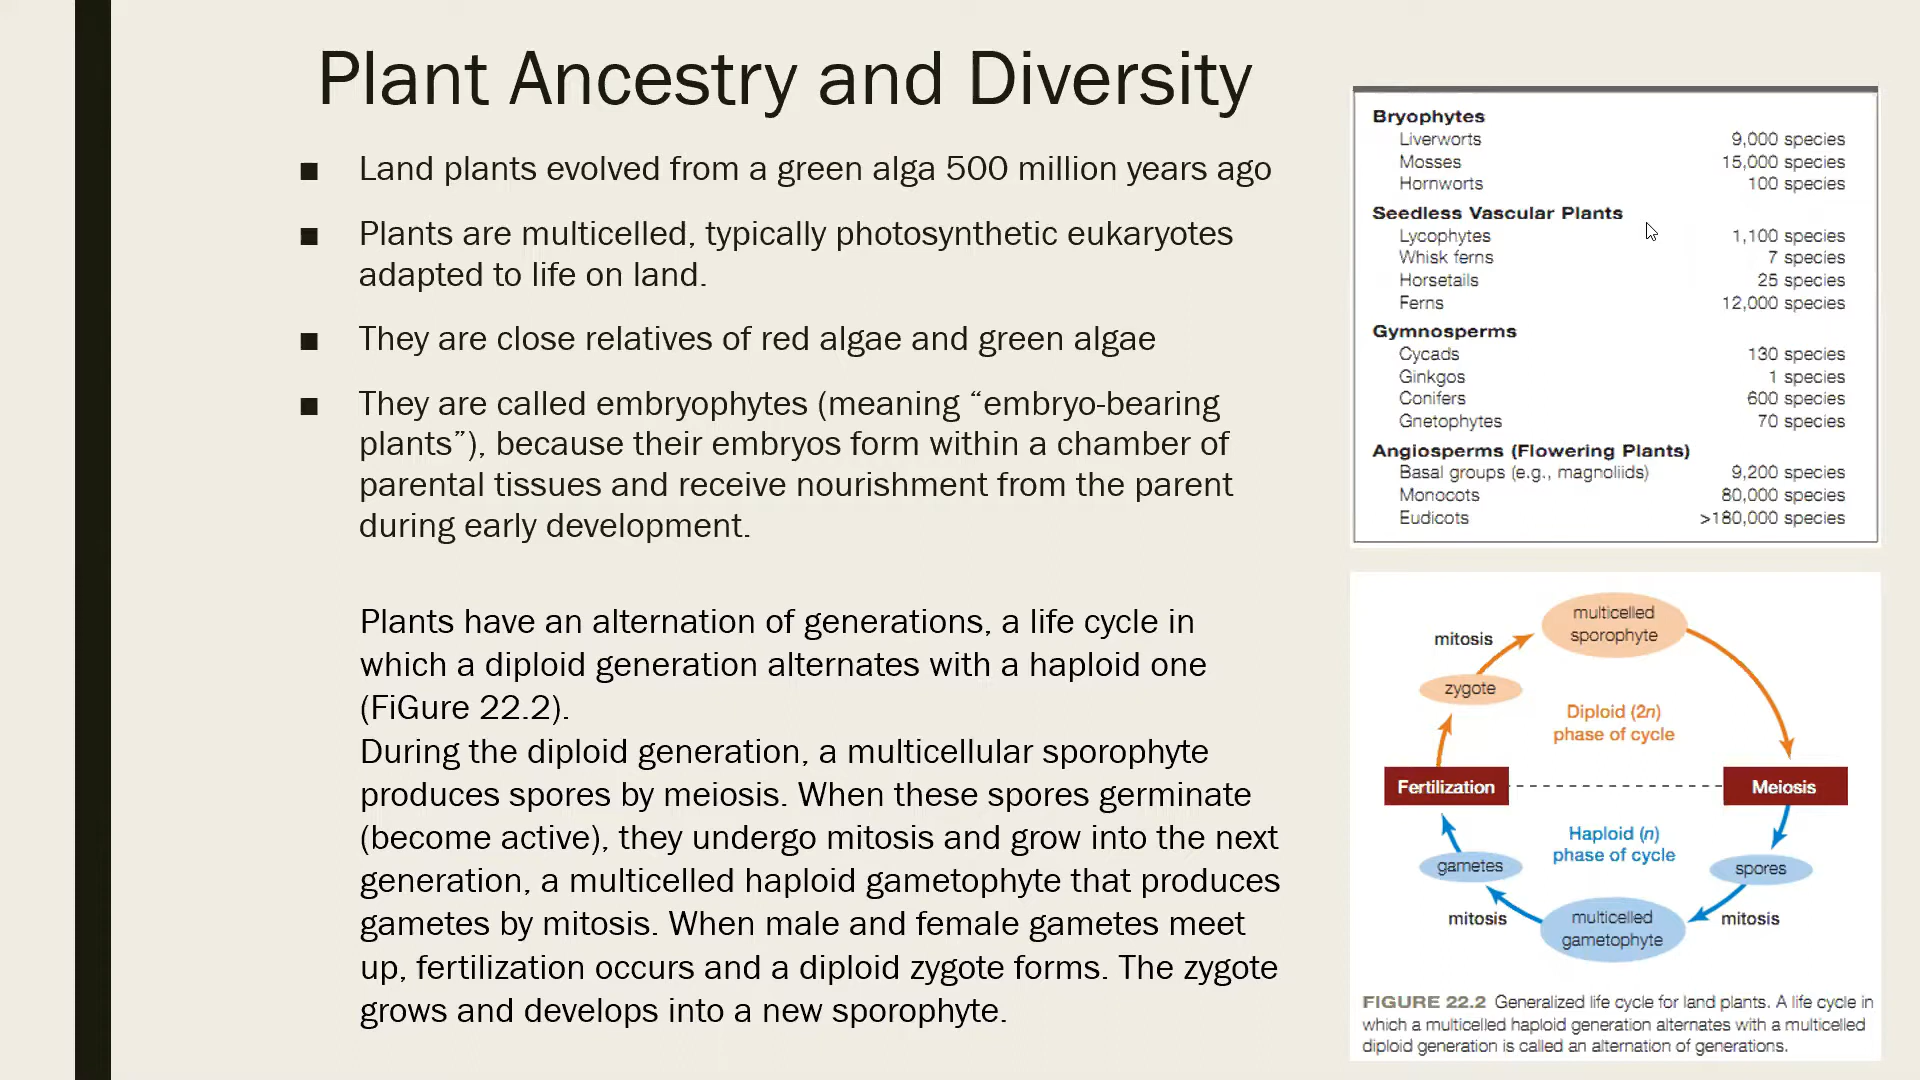 Plant Ancestry and Diversity
■ Land plants evolved from a green alga 500 million years ago
■ Plants are multicelled, typically photosynthetic eukaryotes
adapted to life on land.
■ They are close relatives of red algae and green algae
■ They are called embryophytes (meaning “embryo-bearing
plants”), because their embryos form within a chamber of
parental tissues and receive nourishment from the parent
during early development.
Plants have an alternation of generations, a life cycle in
which a diploid generation alternates with a haploid one
(FiGure 22.2).
During the diploid generation, a multicellular sporophyte
produces spores by meiosis. When these spores germinate
(become active), they undergo mitosis and grow into the next
generation, a multicelled haploid gametophyte that produces
gametes by mitosis. When male and female gametes meet
up, fertilization occurs and a diploid zygote forms. The zygote
grows and develops into a new sporophyte.
Bryophytes
Liverworts 9,000 species
Mosses 15,000 species
Hornworts 100 species
Seedless Vascular Plants
Lycophytes 1,100 species
Whisk ferns 7 species
Horsetails 25 species
Ferns 12,000 species
Gymnosperms
Cycads 130 species
Ginkgos 1 species
Conifers 600 species
Gnetophytes 70 species
Angiosperms (Flowering Plants)
Basal groups (e.g., magnoliids) 9,200 species
Monocots 80,000 species
Eudicots >180,000 species
multicelled
sporophyte
mitosis
zygote
Diploid (2n)
phase of cycle
Fertilization Meiosis
Haploid (n)
phase of cycle
gametes spores
mitosis multicelled mitosis
gametophyte
FIGURE 22.2 Generalized life cycle for land plants. A life cycle in
which a multicelled haploid generation alternates with a multicelled
diploid generation is called an alternation of generations.